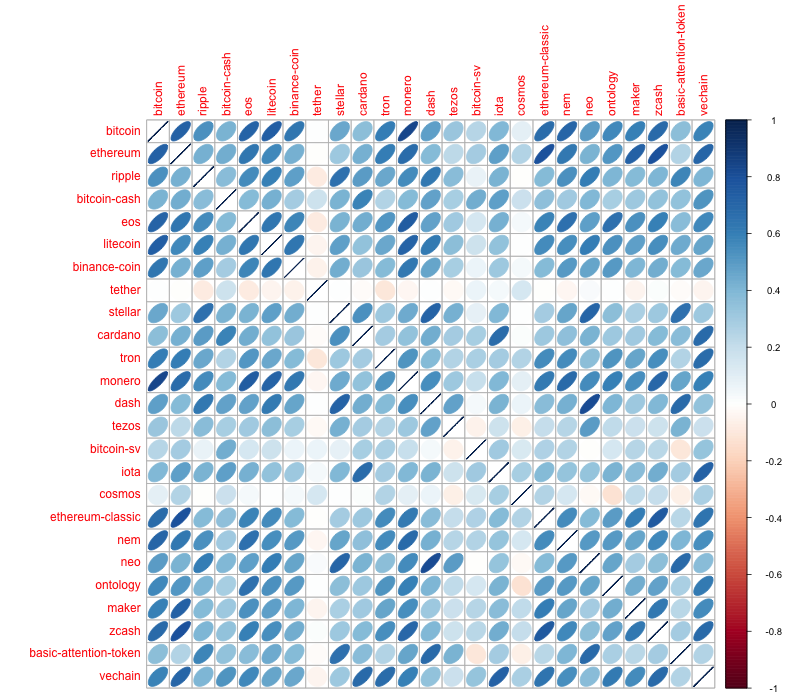 bitcoin
ethereum
ripple
bitcoin-cash
eos
litecoin
binance-coin
tether
stellar
cardano
tron
monero
dash
tezos
bitcoin-sv
iota
cosmos
ethereum-classic
nem
neo
ontology
maker
zcash
basic-attention-token
vechain
bitcoin
ethereum
ripple
bitcoin-cash
eos
litecoin
binance-coin
tether
stellar
cardano
tron
monero
dash
tezos
bitcoin-sv
iota
cosmos
ethereum-classic
nem
neo
ontology
maker
zcash
basic-attention-token
vechain
1
0.8
0.6
0.4
0.2
0
-0.2
-0.4
-0.6
-0.8
-1